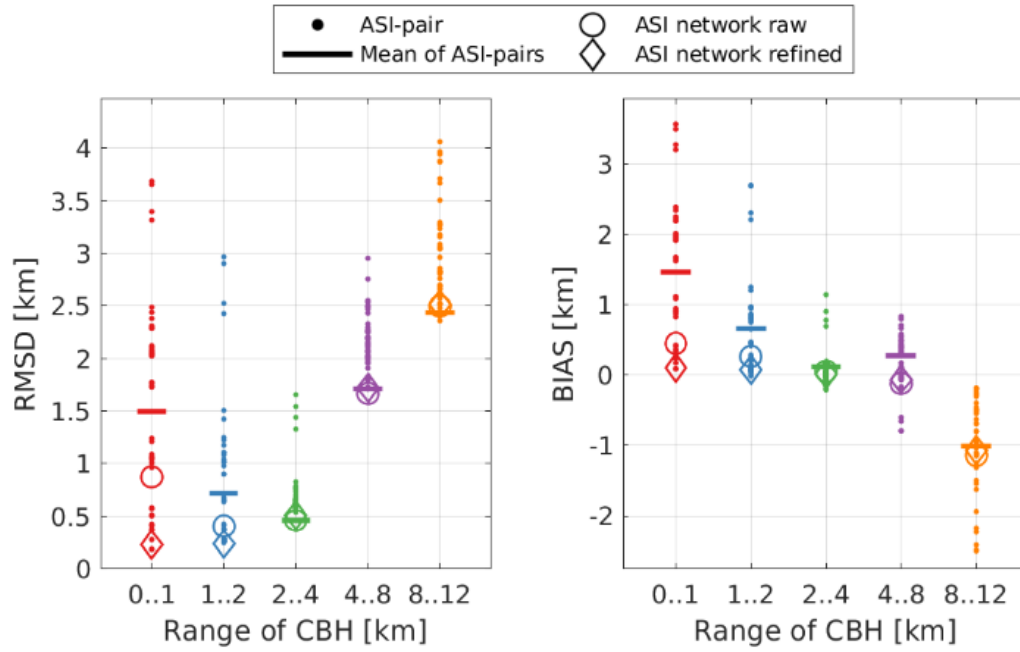 ASI-pair
Mean of ASI-pairs
ASI network raw
ASI network refined
RMSD [km]
4
3.5
3
2.5
2
1.5
1
0.5
0
0..1 1..2 2..4 4..8 8..12
Range of CBH [km]
BIAS [km]
3
2
1
0
-1
-2
0..1 1..2 2..4 4..8 8..12
Range of CBH [km]